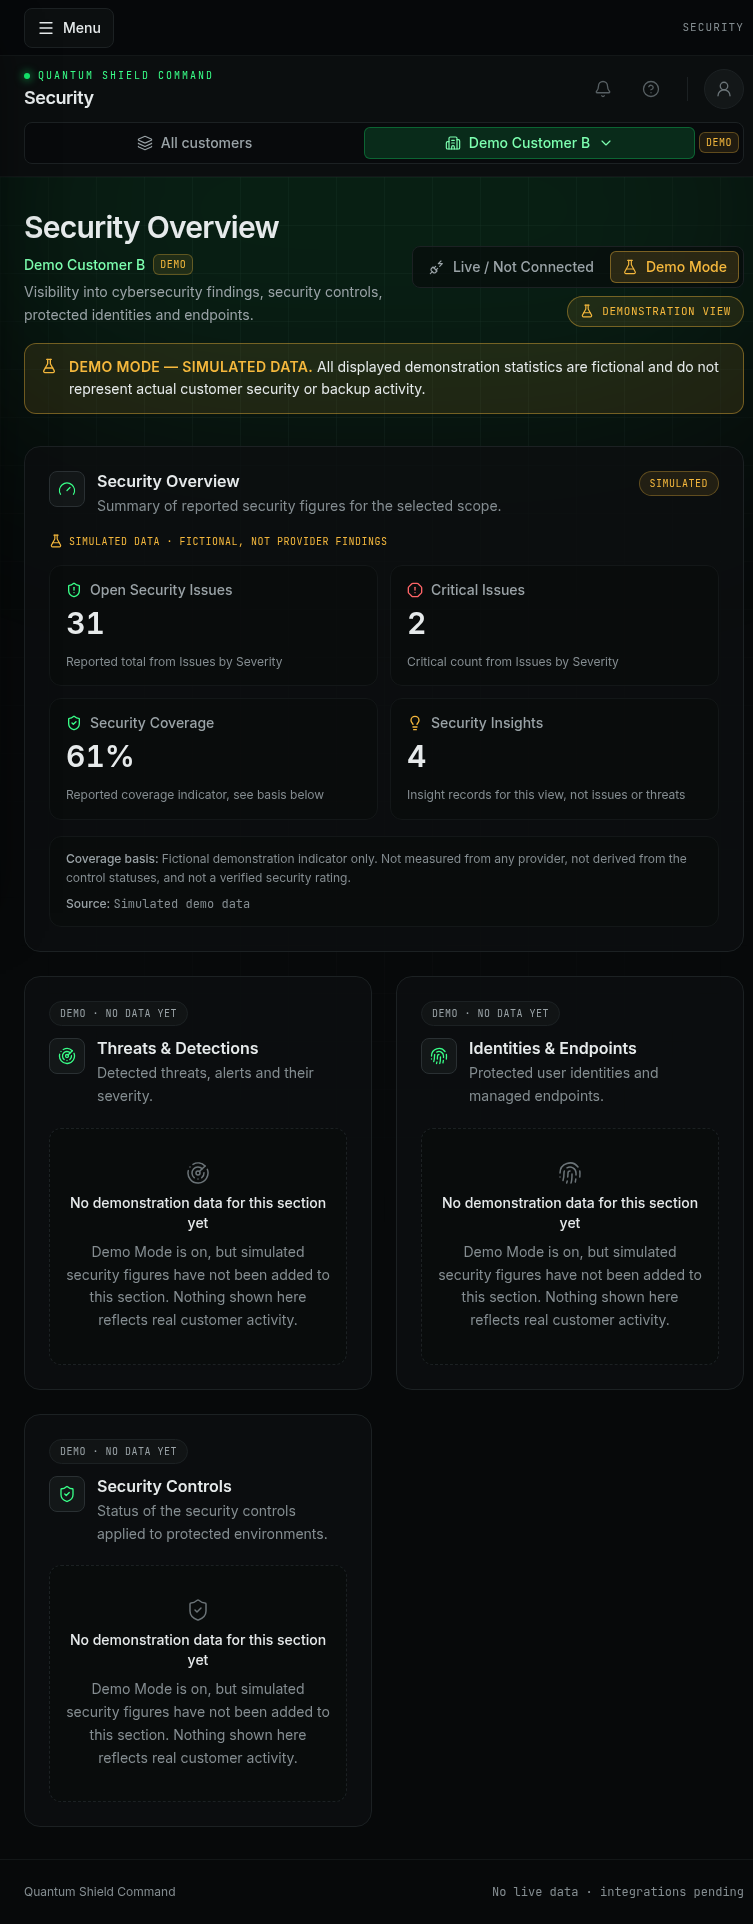 Menu
SECURITY
QUANTUM SHIELD COMMAND
Security
All customers
Demo Customer B
DEMO
Security Overview
Demo Customer B
DEMO
Visibility into cybersecurity findings, security controls,
protected identities and endpoints.
Live / Not Connected
Demo Mode
DEMONSTRATION VIEW
DEMO MODE — SIMULATED DATA. All displayed demonstration statistics are fictional and do not
represent actual customer security or backup activity.
Security Overview
Summary of reported security figures for the selected scope.
SIMULATED
SIMULATED DATA · FICTIONAL, NOT PROVIDER FINDINGS
Open Security Issues
31
Reported total from Issues by Severity
Critical Issues
2
Critical count from Issues by Severity
Security Coverage
61%
Reported coverage indicator, see basis below
Security Insights
4
Insight records for this view, not issues or threats
Coverage basis: Fictional demonstration indicator only. Not measured from any provider, not derived from the
control statuses, and not a verified security rating.
Source: Simulated demo data
DEMO · NO DATA YET
Threats & Detections
Detected threats, alerts and their
severity.
No demonstration data for this section
yet
Demo Mode is on, but simulated
security figures have not been added to
this section. Nothing shown here
reflects real customer activity.
DEMO · NO DATA YET
Identities & Endpoints
Protected user identities and
managed endpoints.
No demonstration data for this section
yet
Demo Mode is on, but simulated
security figures have not been added to
this section. Nothing shown here
reflects real customer activity.
DEMO · NO DATA YET
Security Controls
Status of the security controls
applied to protected environments.
No demonstration data for this section
yet
Demo Mode is on, but simulated
security figures have not been added to
this section. Nothing shown here
reflects real customer activity.
Quantum Shield Command
No live data · integrations pending